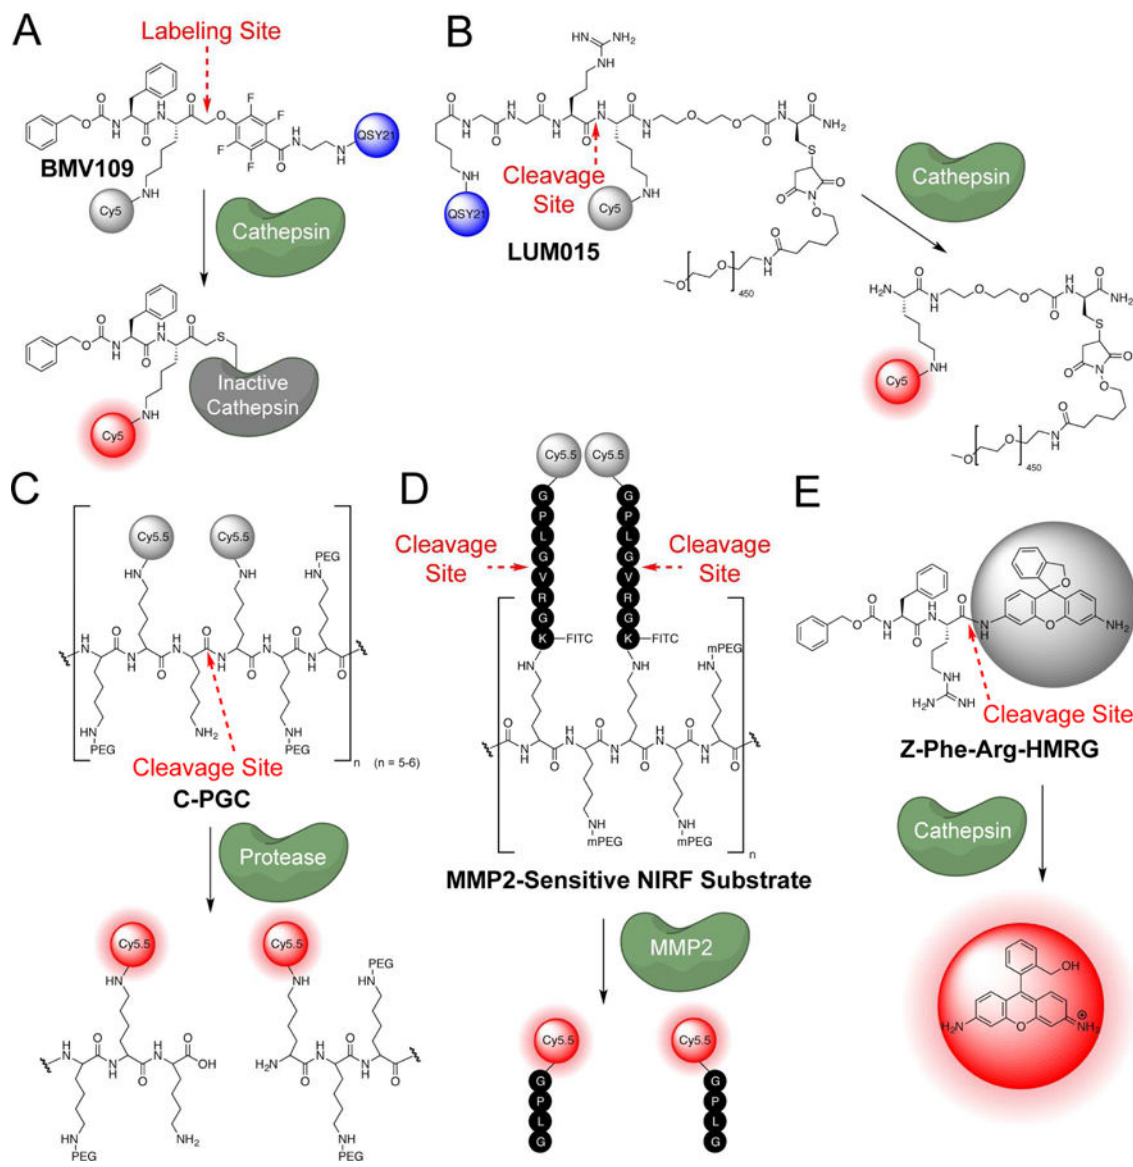 A
Labeling Site
BMV109
QSY21
Cy5
Cathepsin
Inactive
Cathepsin
Cy5
B
Cleavage
Site
QSY21
Cy5
LUM015
450
Cathepsin
Cy5
450
C
Cy5.5
Cy5.5
PEG
PEG
NH2
PEG
n (n = 5-6)
Cleavage Site
C-PGC
Protease
Cy5.5
Cy5.5
PEG
PEG
NH2
PEG
D
Cy5.5
Cy5.5
G
P
L
G
V
R
G
K
FITC
G
P
L
G
V
R
G
K
FITC
Cleavage
Site
Cleavage
Site
mPEG
mPEG
mPEG
n
MMP2-Sensitive NIRF Substrate
MMP2
Cy5.5
Cy5.5
G
P
L
G
G
P
L
G
E
Cleavage Site
Z-Phe-Arg-HMRG
Cathepsin